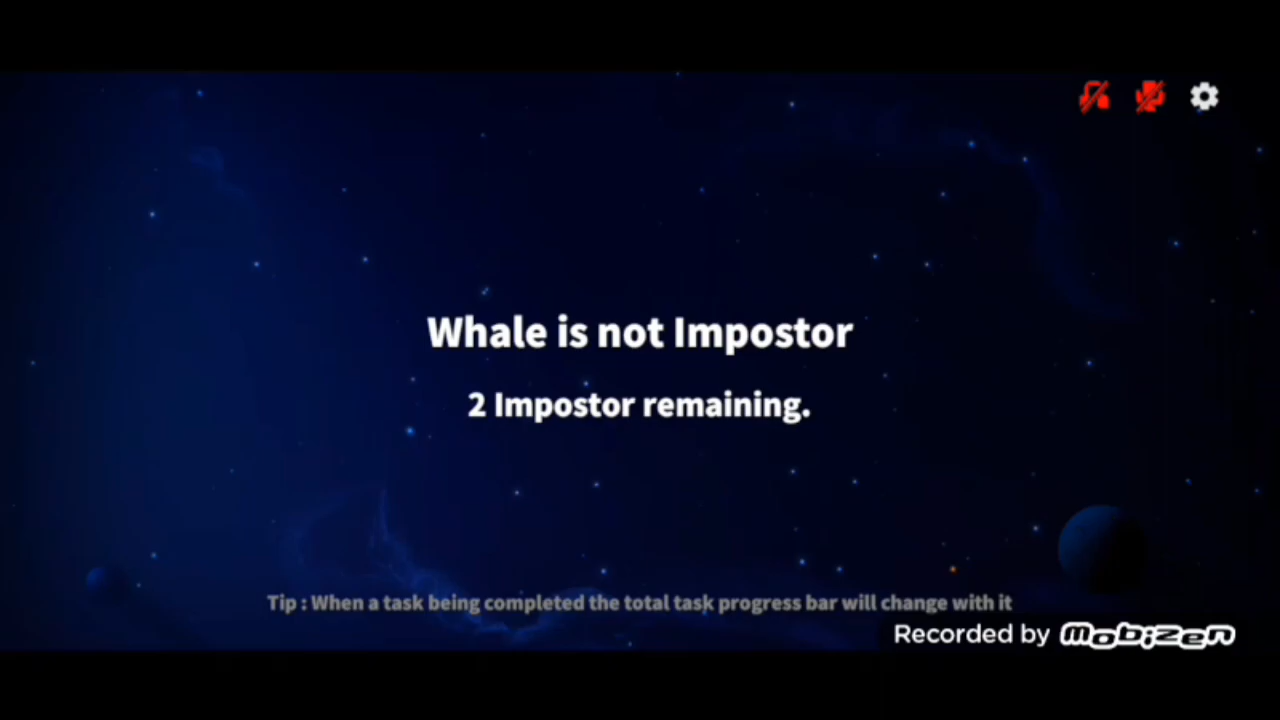 Whale is not Impostor
2 Impostor remaining.
Tip : When a task being completed the total task progress bar will change with it
Recorded by mobizen